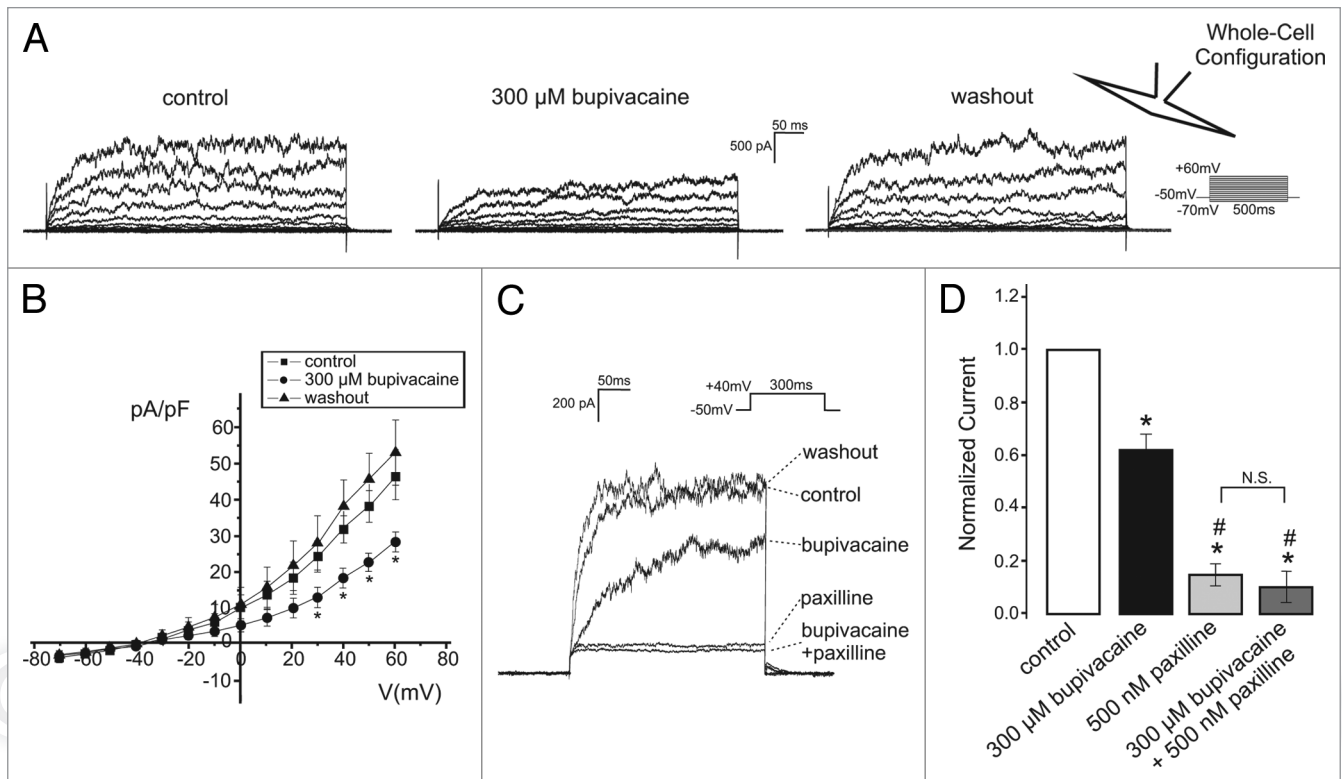 A
control
300 µM bupivacaine
washout
Whole-Cell
Configuration
50 ms
500 pA
+60mV
-50mV
-70mV
500ms
B
control
300 µM bupivacaine
washout
pA/pF
60
50
40
30
20
10
0
-10
-80
-60
-40
-20
0
20
40
60
80
V(mV)
*
*
*
*
C
50ms
200 pA
+40mV
300ms
-50mV
washout
control
bupivacaine
paxilline
bupivacaine
+paxilline
D
Normalized Current
1.2
1.0
0.8
0.6
0.4
0.2
0.0
*
N.S.
#
*
#
*
control
300 µM bupivacaine
500 nM paxilline
300 µM bupivacaine
+ 500 nM paxilline